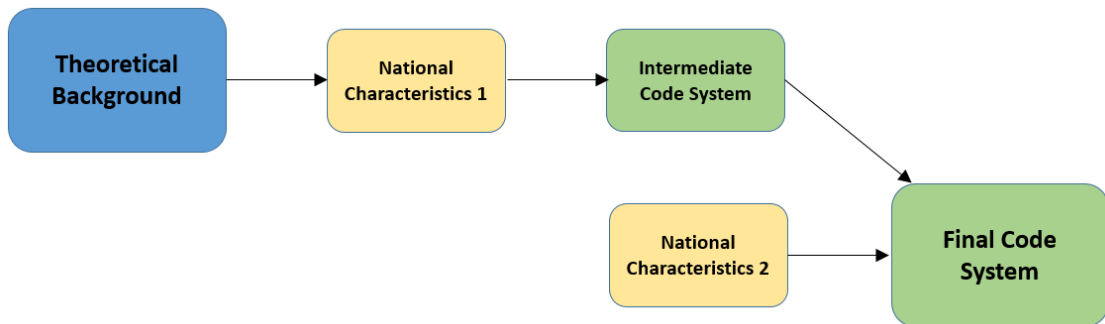 Theoretical
Background
National
Characteristics 1
Intermediate
Code System
National
Characteristics 2
Final Code
System